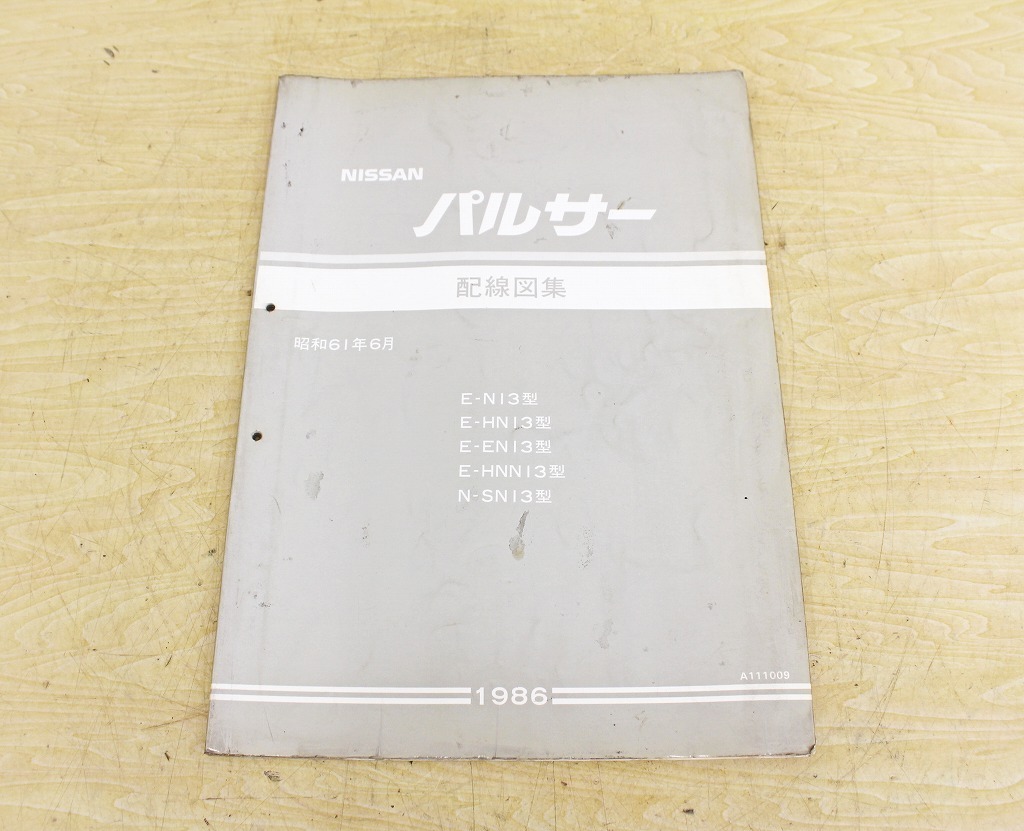 NISSAN
パルサー
配線図集
昭和61年6月
E-N13型
E-HN13型
E-EN13型
E-HNN13型
N-SN13型
A111009
1986